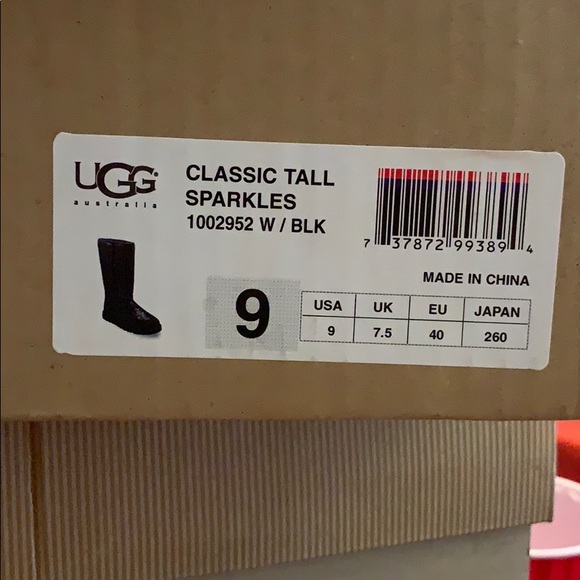 UGG®
australia
CLASSIC TALL
SPARKLES
1002952 W / BLK
7 37872 99389 4
MADE IN CHINA
9
USA UK EU JAPAN
9 7.5 40 260